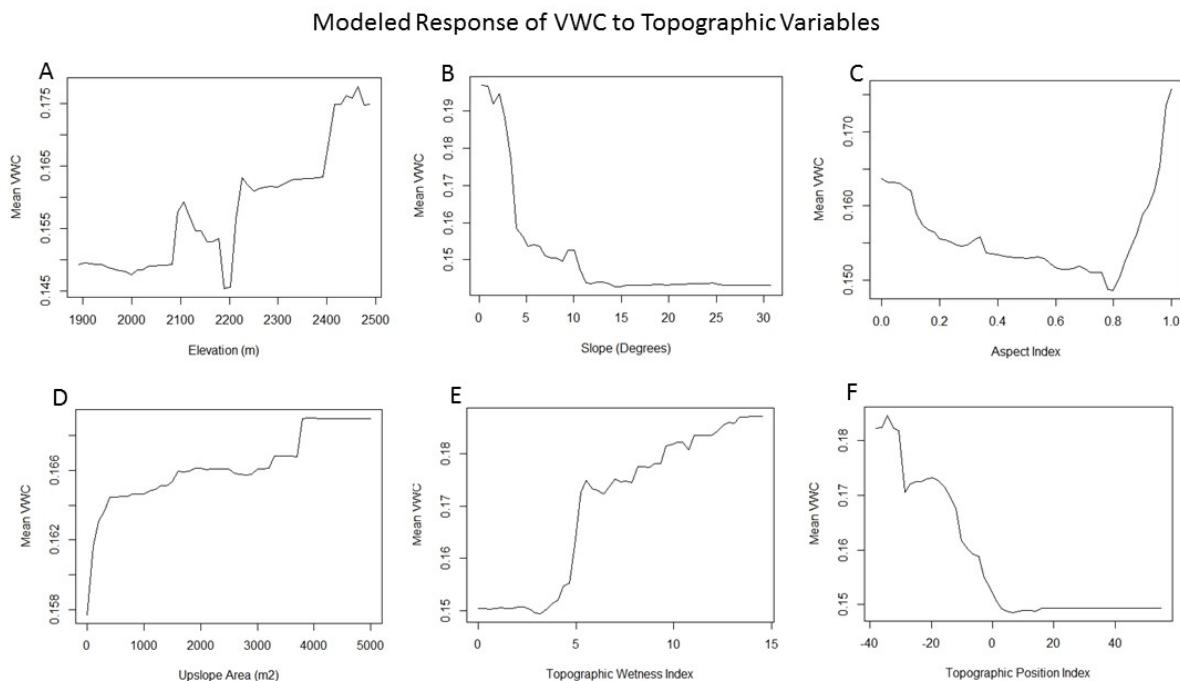 Modeled Response of VWC to Topographic Variables
A
Mean VWC
0.145 0.155 0.165 0.175
1900 2000 2100 2200 2300 2400 2500
Elevation (m)
B
Mean VWC
0.15 0.16 0.17 0.18 0.19
0 5 10 15 20 25 30
Slope (Degrees)
C
Mean VWC
0.150 0.160 0.170
0.0 0.2 0.4 0.6 0.8 1.0
Aspect Index
D
Mean VWC
0.158 0.162 0.166
0 1000 2000 3000 4000 5000
Upslope Area (m2)
E
Mean VWC
0.15 0.16 0.17 0.18
0 5 10 15
Topographic Wetness Index
F
Mean VWC
0.15 0.16 0.17 0.18
-40 -20 0 20 40
Topographic Position Index